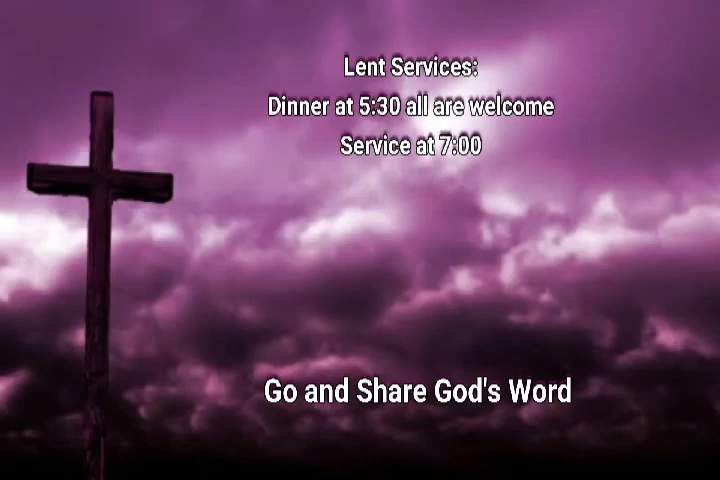 Lent Services:
Dinner at 5:30 all are welcome
Service at 7:00
Go and Share God's Word